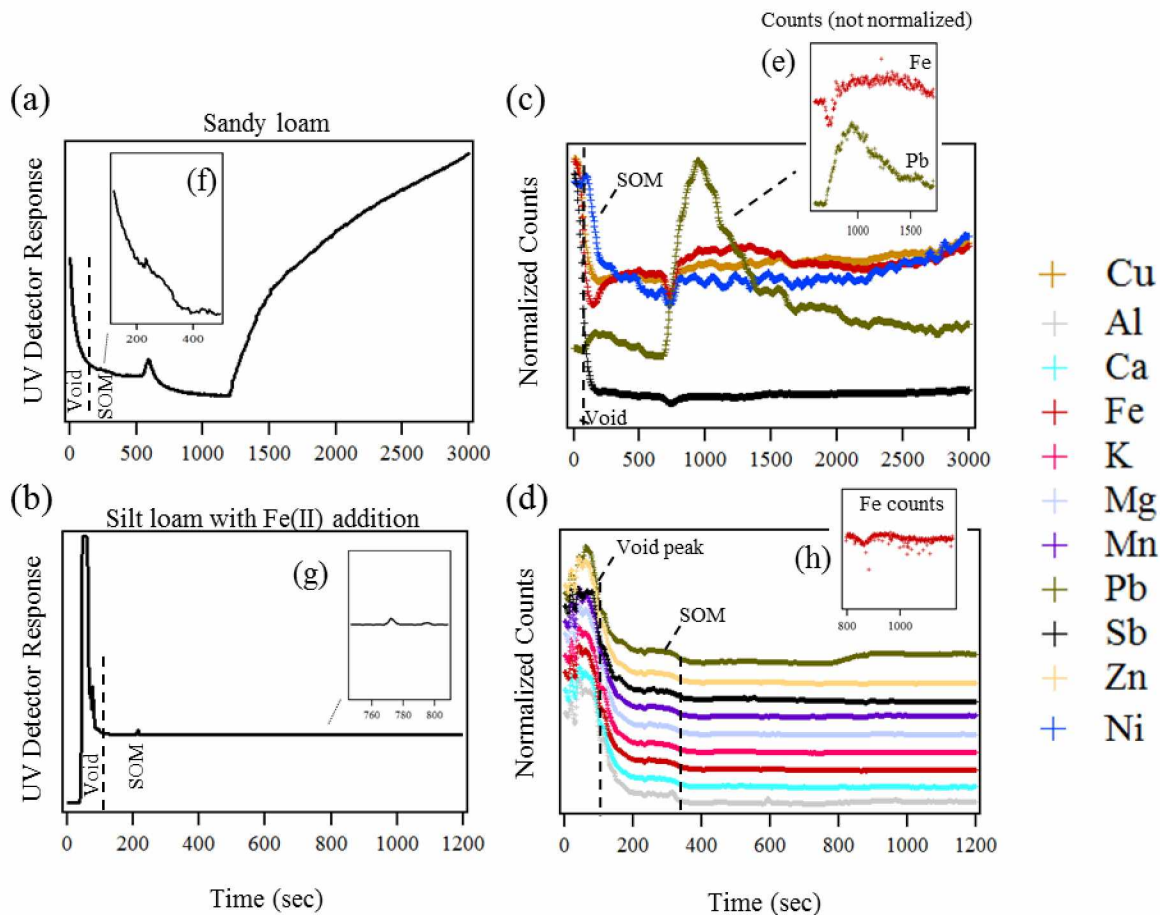 Counts (not normalized)
(a)
Sandy loam
UV Detector Response
(f)
200 400
Void
SOM
0 500 1000 1500 2000 2500 3000
(c)
(e)
Fe
Pb
1000 1500
Normalized Counts
SOM
Void
0 500 1000 1500 2000 2500 3000
(b)
Silt loam with Fe(II) addition
UV Detector Response
(g)
760 780 800
Void
SOM
0 200 400 600 800 1000 1200
Time (sec)
(d)
Normalized Counts
Void peak
SOM
Fe counts
(h)
800 1000
0 200 400 600 800 1000 1200
Time (sec)
Cu
Al
Ca
Fe
K
Mg
Mn
Pb
Sb
Zn
Ni